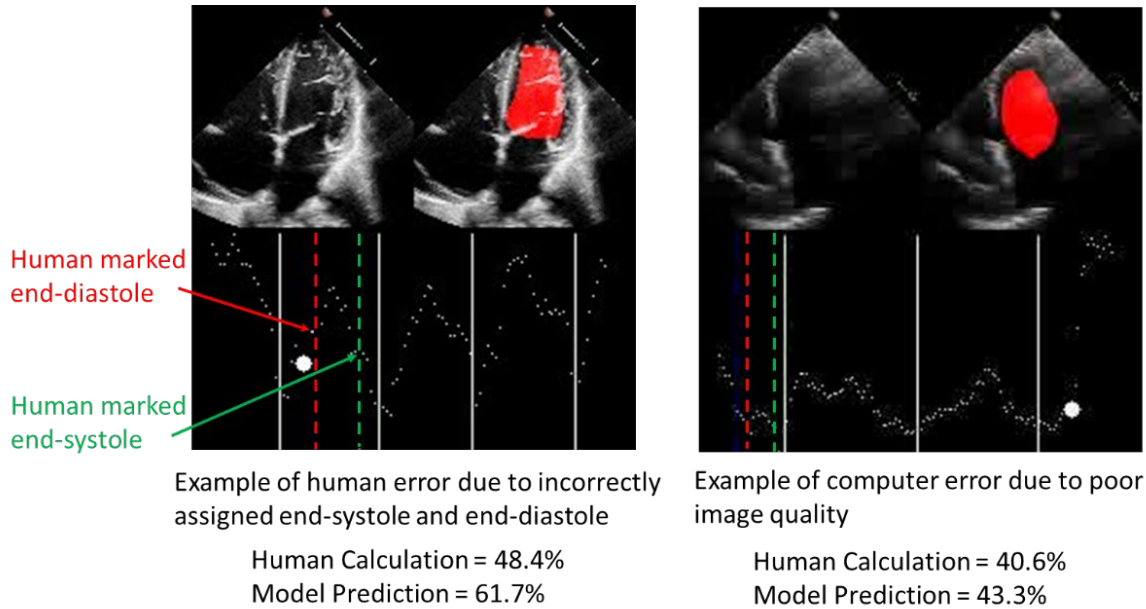 Human marked
end-diastole
Human marked
end-systole
Example of human error due to incorrectly
assigned end-systole and end-diastole
Human Calculation = 48.4%
Model Prediction = 61.7%
Example of computer error due to poor
image quality
Human Calculation = 40.6%
Model Prediction = 43.3%